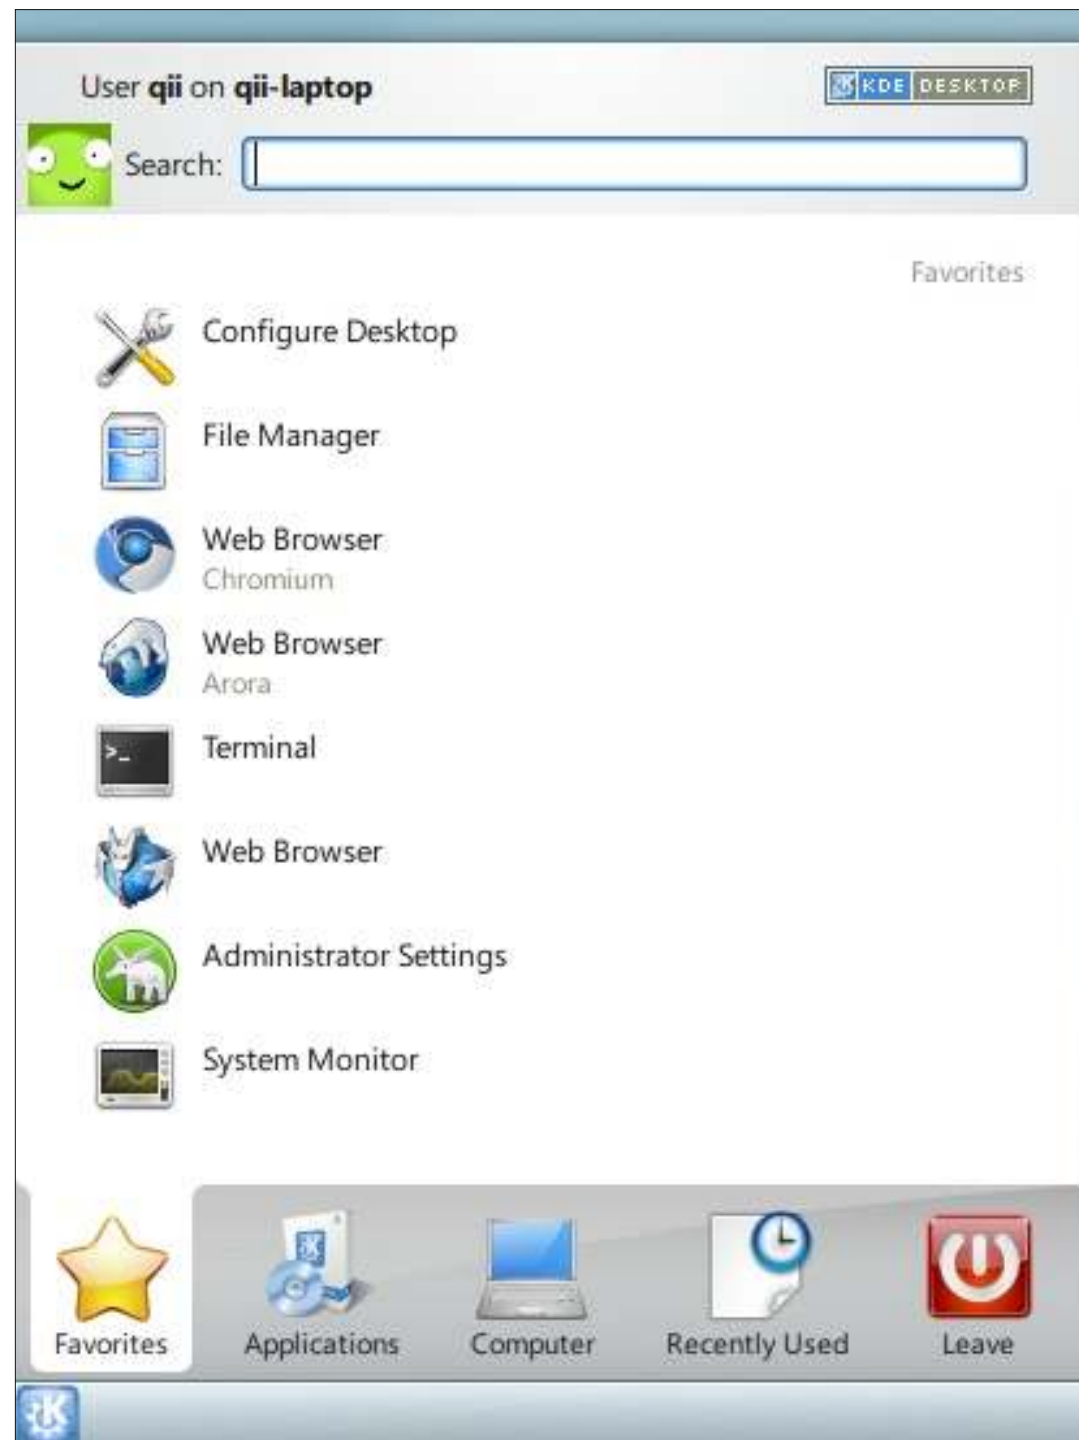 User qii on qii-laptop
KDE DESKTOP
Search:
Favorites
Configure Desktop
File Manager
Web Browser
Chromium
Web Browser
Arora
>_
Terminal
Web Browser
Administrator Settings
System Monitor
Favorites
Applications
Computer
Recently Used
Leave
K